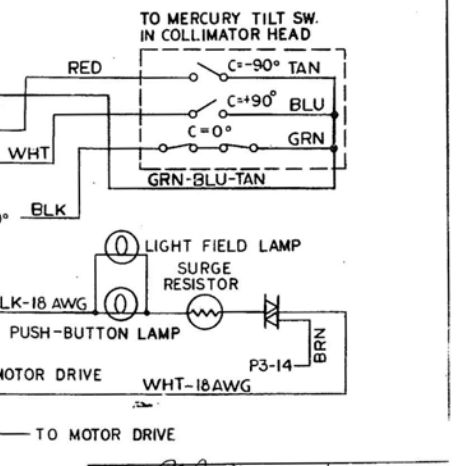 TO MERCURY TILT SW.
IN COLLIMATOR HEAD
RED
C=-90° TAN
C=+90° BLU
C=0°
GRN
WHT
GRN-BLU-TAN
BLK
LIGHT FIELD LAMP
SURGE
RESISTOR
LK-18 AWG
PUSH-BUTTON LAMP
BRN
P3-14
MOTOR DRIVE
WHT-18AWG
TO MOTOR DRIVE